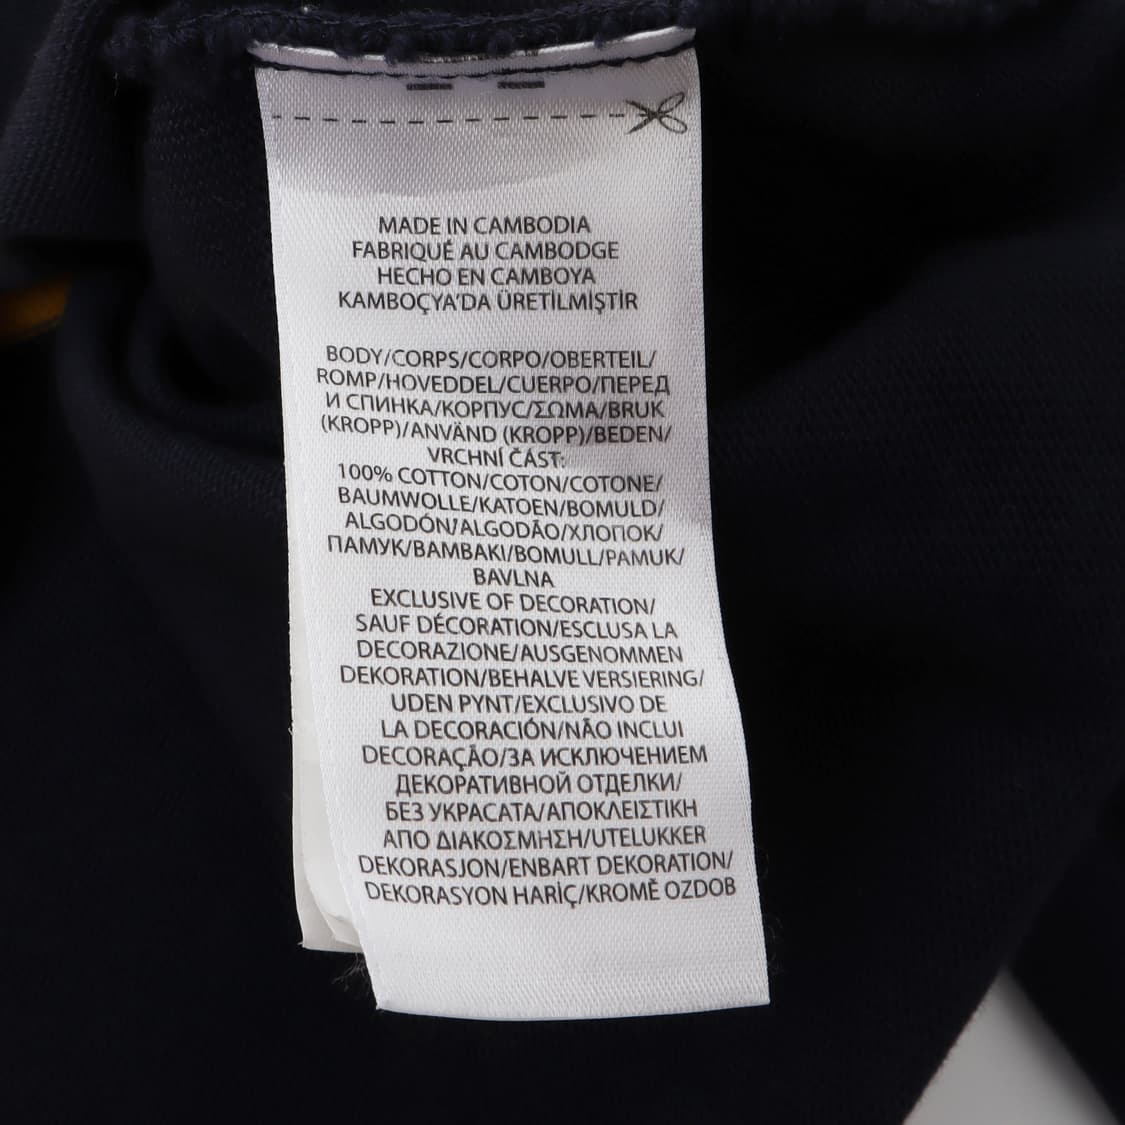 MADE IN CAMBODIA
FABRIQUÉ AU CAMBODGE
HECHO EN CAMBOYA
KAMBOÇYA'DA ÜRETİLMİŞTİR
BODY/CORPS/CORPO/OBERTEIL/
ROMP/HOVEDDEL/CUERPO/ПЕРЕД
И СПИНКА/КОРПУС/ΣΩΜΑ/BRUK
(KROPP)/ANVÄND (KROPP)/BEDEN/
VRCHNÍ ČÁST:
100% COTTON/COTON/COTONE/
BAUMWOLLE/KATOEN/BOMULD/
ALGODÓN/ALGODÃO/ХЛОПОК/
ПАМУК/BAMBAKI/BOMULL/PAMUK/
BAVLNA
EXCLUSIVE OF DECORATION/
SAUF DÉCORATION/ESCLUSA LA
DECORAZIONE/AUSGENOMMEN
DEKORATION/BEHALVE VERSIERING/
UDEN PYNT/EXCLUSIVO DE
LA DECORACIÓN/NÃO INCLUI
DECORAÇÃO/ЗА ИСКЛЮЧЕНИЕМ
ДЕКОРАТИВНОЙ ОТДЕЛКИ/
БЕЗ УКРАСАТА/ΑΠΟΚΛΕΙΣΤΙΚΗ
ΑΠΟ ΔΙΑΚΟΣΜΗΣΗ/UTELUKKER
DEKORASJON/ENBART DEKORATION/
DEKORASYON HARİÇ/KROMĚ OZDOB